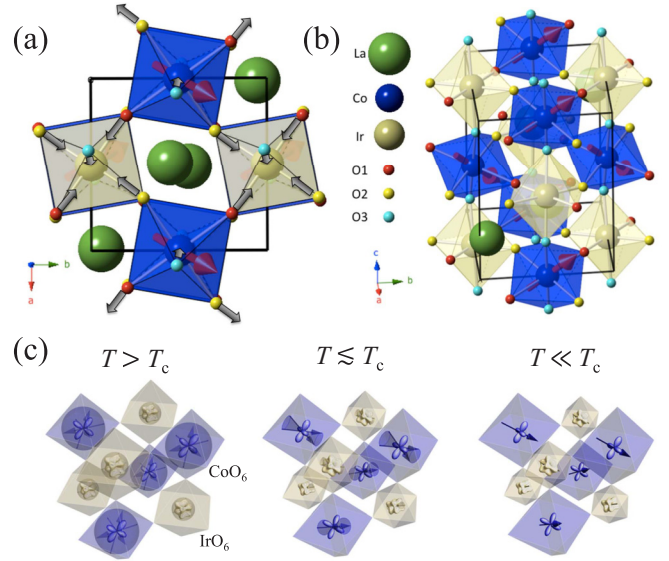 (a)
(b)
La
Co
Ir
O1
O2
O3
b
a
c
b
a
(c)
T > Tc
T ≲ Tc
T ≪ Tc
CoO6
IrO6